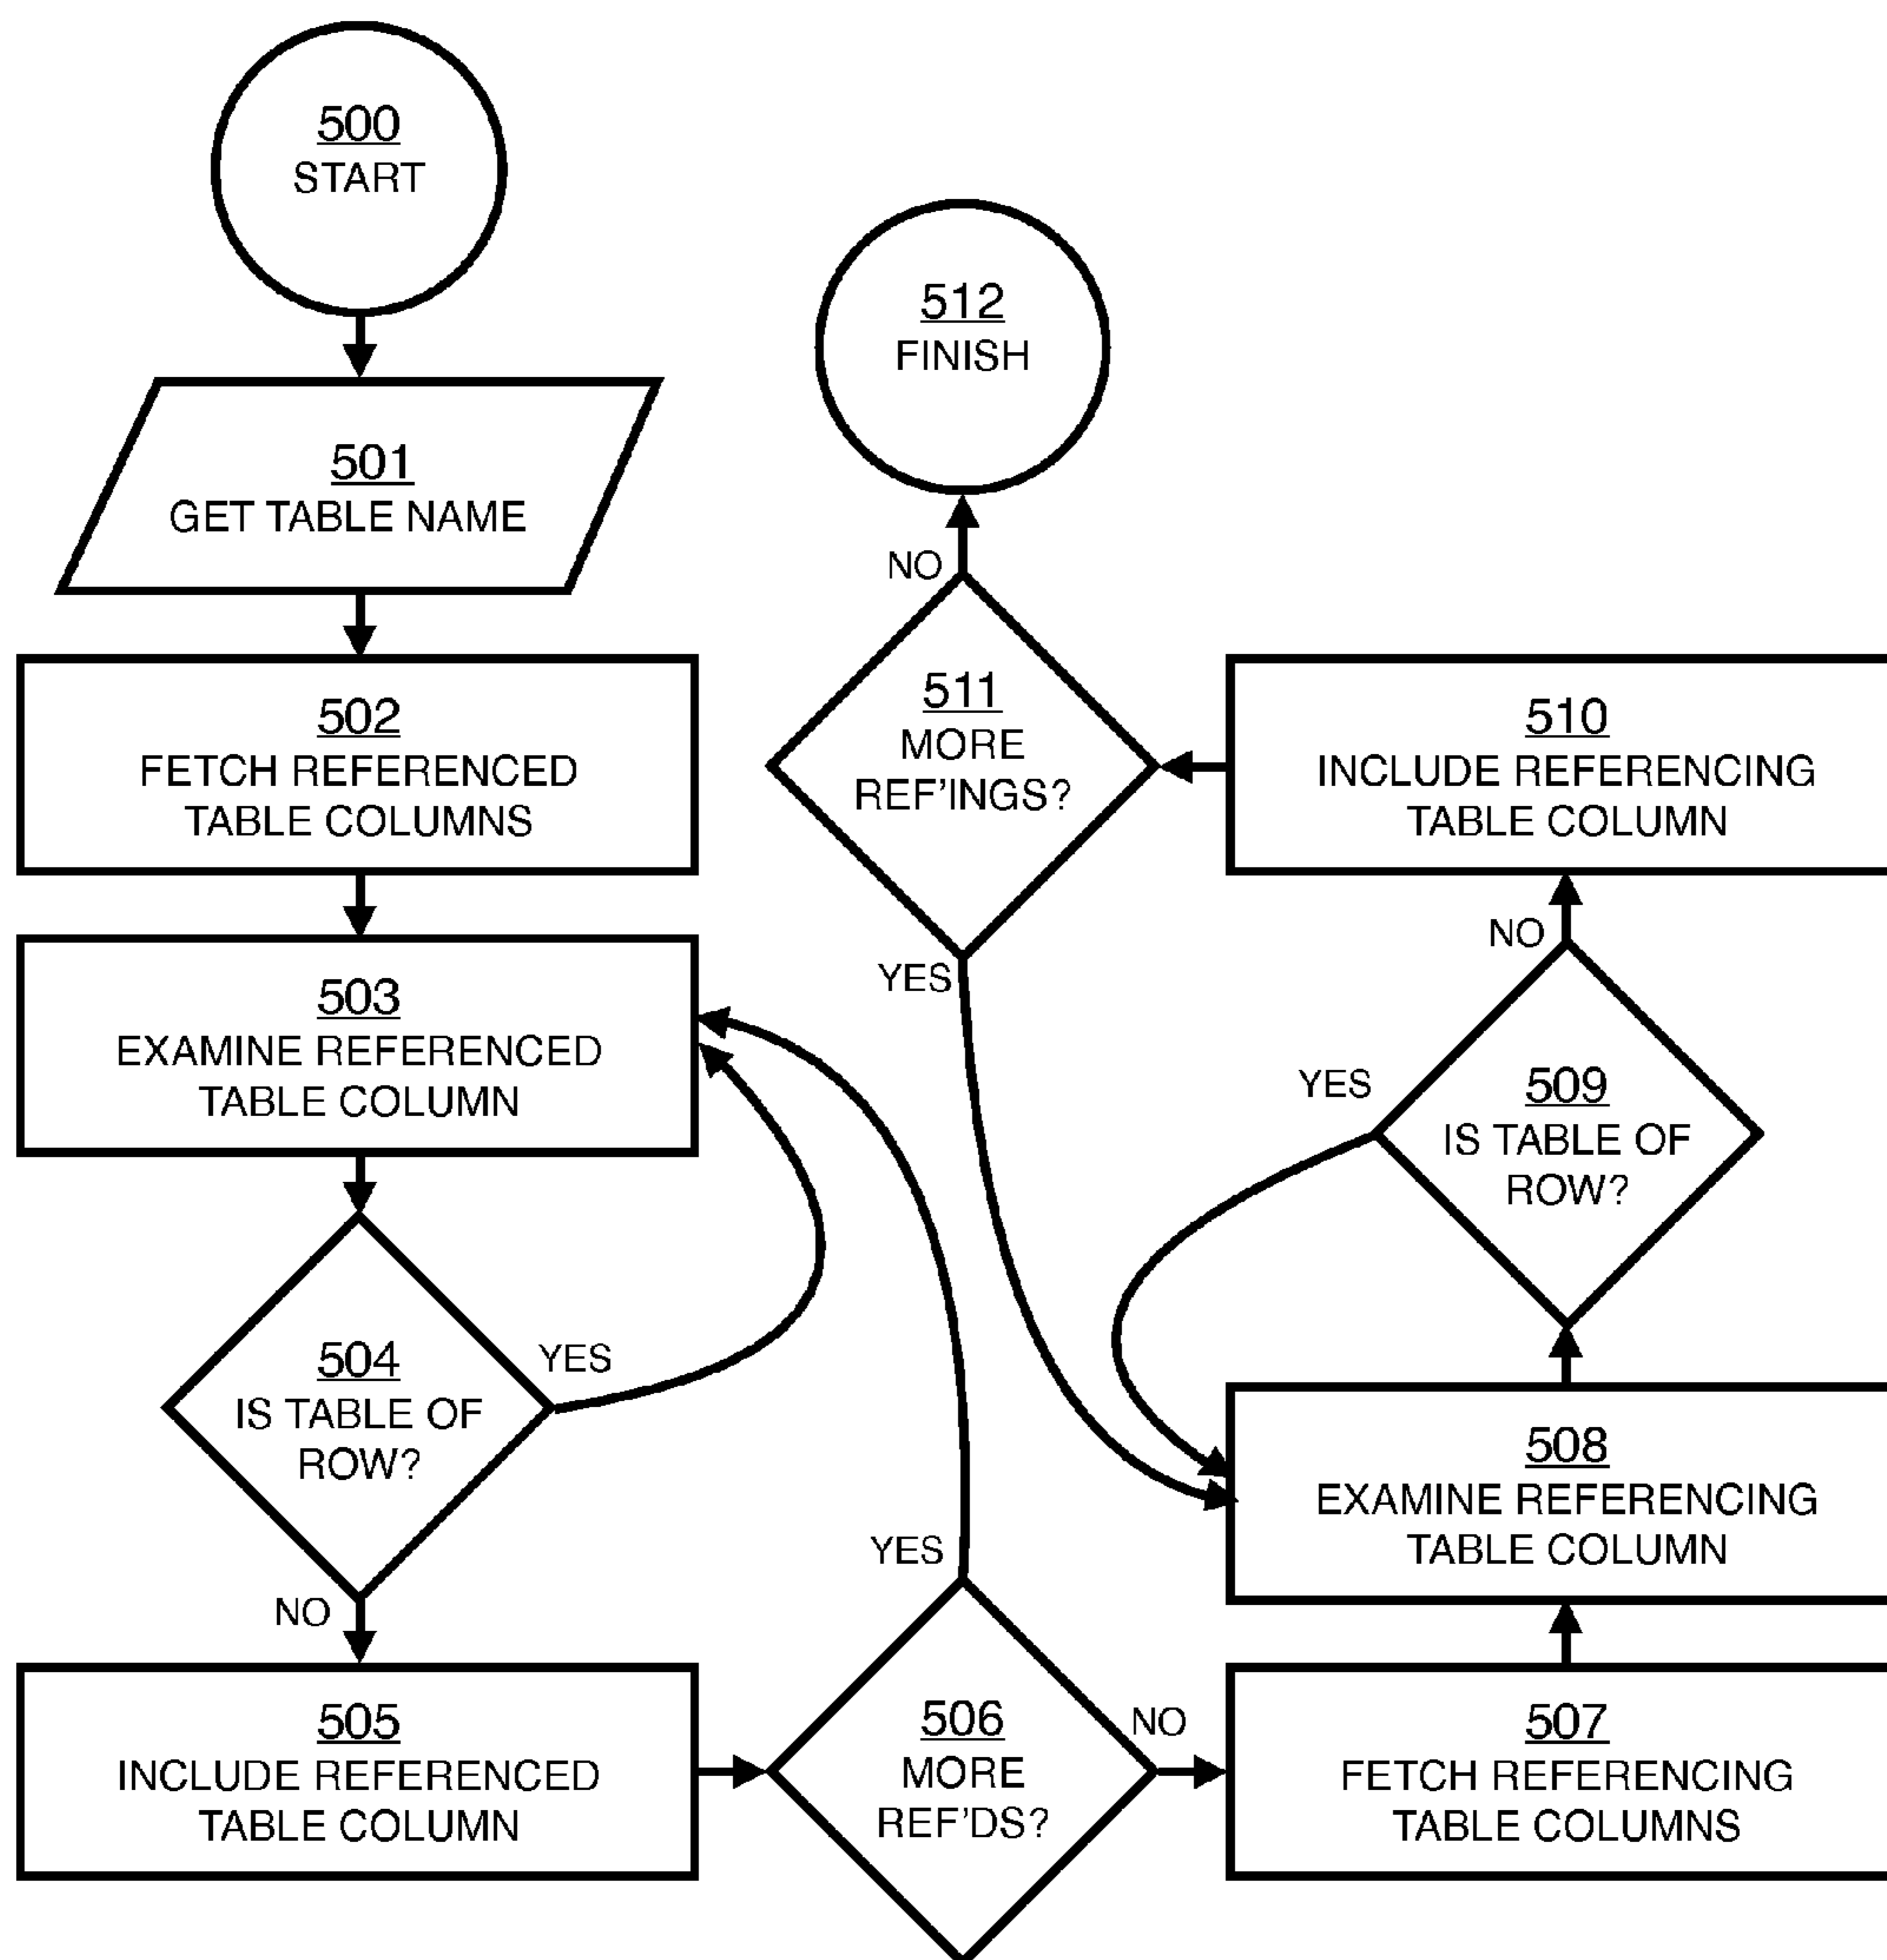 500
START
501
GET TABLE NAME
502
FETCH REFERENCED
TABLE COLUMNS
503
EXAMINE REFERENCED
TABLE COLUMN
504
IS TABLE OF
ROW?
YES
NO
505
INCLUDE REFERENCED
TABLE COLUMN
506
MORE
REF'DS?
YES
NO
507
FETCH REFERENCING
TABLE COLUMNS
508
EXAMINE REFERENCING
TABLE COLUMN
509
IS TABLE OF
ROW?
YES
NO
510
INCLUDE REFERENCING
TABLE COLUMN
511
MORE
REF'INGS?
YES
NO
512
FINISH